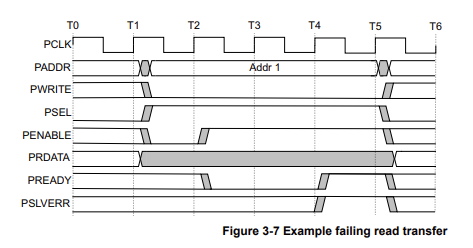 T0 T1 T2 T3 T4 T5 T6
PCLK
PADDR Addr 1
PWRITE
PSEL
PENABLE
PRDATA
PREADY
PSLVERR
Figure 3-7 Example failing read transfer